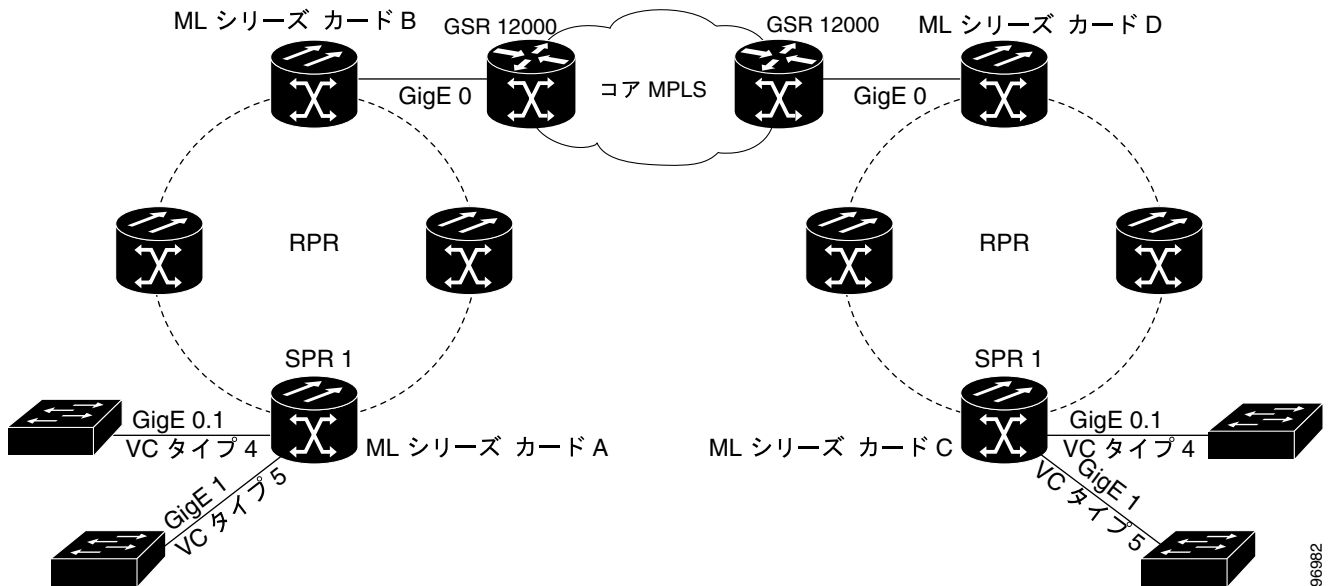 ML シリーズ カード B
GSR 12000
GSR 12000
ML シリーズ カード D
GigE 0
コア MPLS
GigE 0
RPR
RPR
SPR 1
SPR 1
GigE 0.1
VC タイプ 4
ML シリーズ カード A
GigE 1
VC タイプ 5
ML シリーズ カード C
GigE 0.1
VC タイプ 4
GigE 1
VC タイプ 5
96982